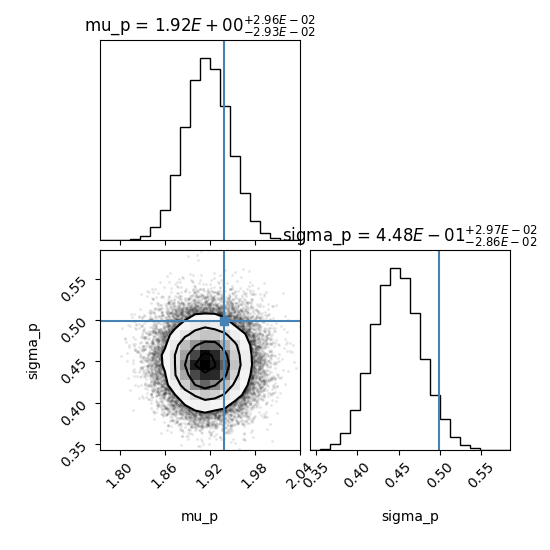 mu_p = 1.92E + 00+2.96E − 02 −2.93E − 02
sigma_p = 4.48E − 01+2.97E − 02 −2.86E − 02
0.55
0.50
0.45
0.40
0.35
sigma_p
1.80 1.86 1.92 1.98 2.04
mu_p
0.35 0.40 0.45 0.50 0.55
sigma_p